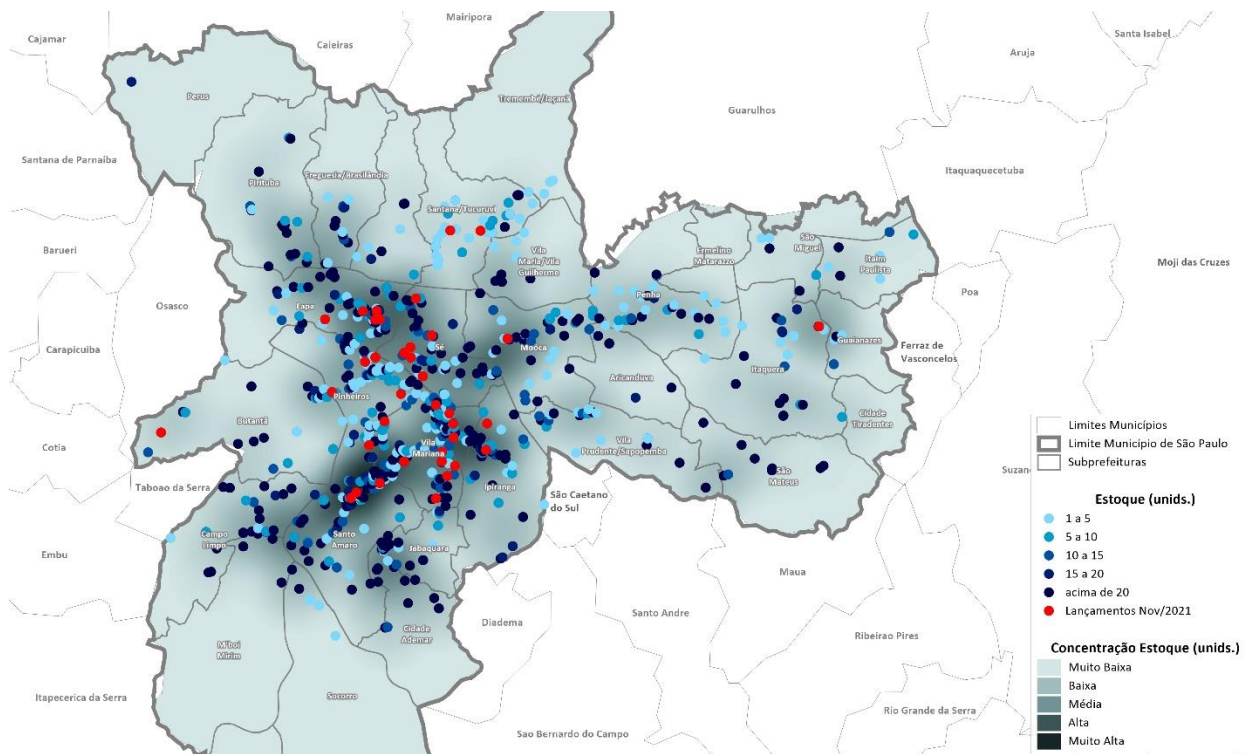 Mairipora
Cajamar
Caieiras
Santa Isabel
Aruja
Perus
Tremembé/Jaçanã
Guarulhos
Santana de Parnaíba
Pirituba
Freguesia/Brasilândia
Itaquaquecetuba
Santana/Tucuruvi
Barueri
Vila
Maria/Vila
Guilherme
Ermelino
Matarazzo
São
Miguel
Itaim
Paulista
Moji das Cruzes
Osasco
Poa
Lapa
Penha
Carapicuiba
Sé
Moóca
Guaianazes
Ferraz de
Vasconcelos
Itaquera
Aricanduva
Pinheiros
Cidade
Tiradentes
Butantã
Cotia
Vila
Mariana
Vila
Prudente/Sapopemba
São
Mateus
Taboao da Serra
Ipiranga
São Caetano
do Sul
Suzan
Embu
Campo
Limpo
Santo
Amaro
Jabaquara
Maua
Santo Andre
Diadema
Cidade
Ademar
Ribeirao Pires
M'boi
Mirim
Itapecerica da Serra
Socorro
Rio Grande da Serra
Sao Bernardo do Campo
Limites Municípios
Limite Município de São Paulo
Subprefeituras
Estoque (unids.)
1 a 5
5 a 10
10 a 15
15 a 20
acima de 20
Lançamentos Nov/2021
Concentração Estoque (unids.)
Muito Baixa
Baixa
Média
Alta
Muito Alta